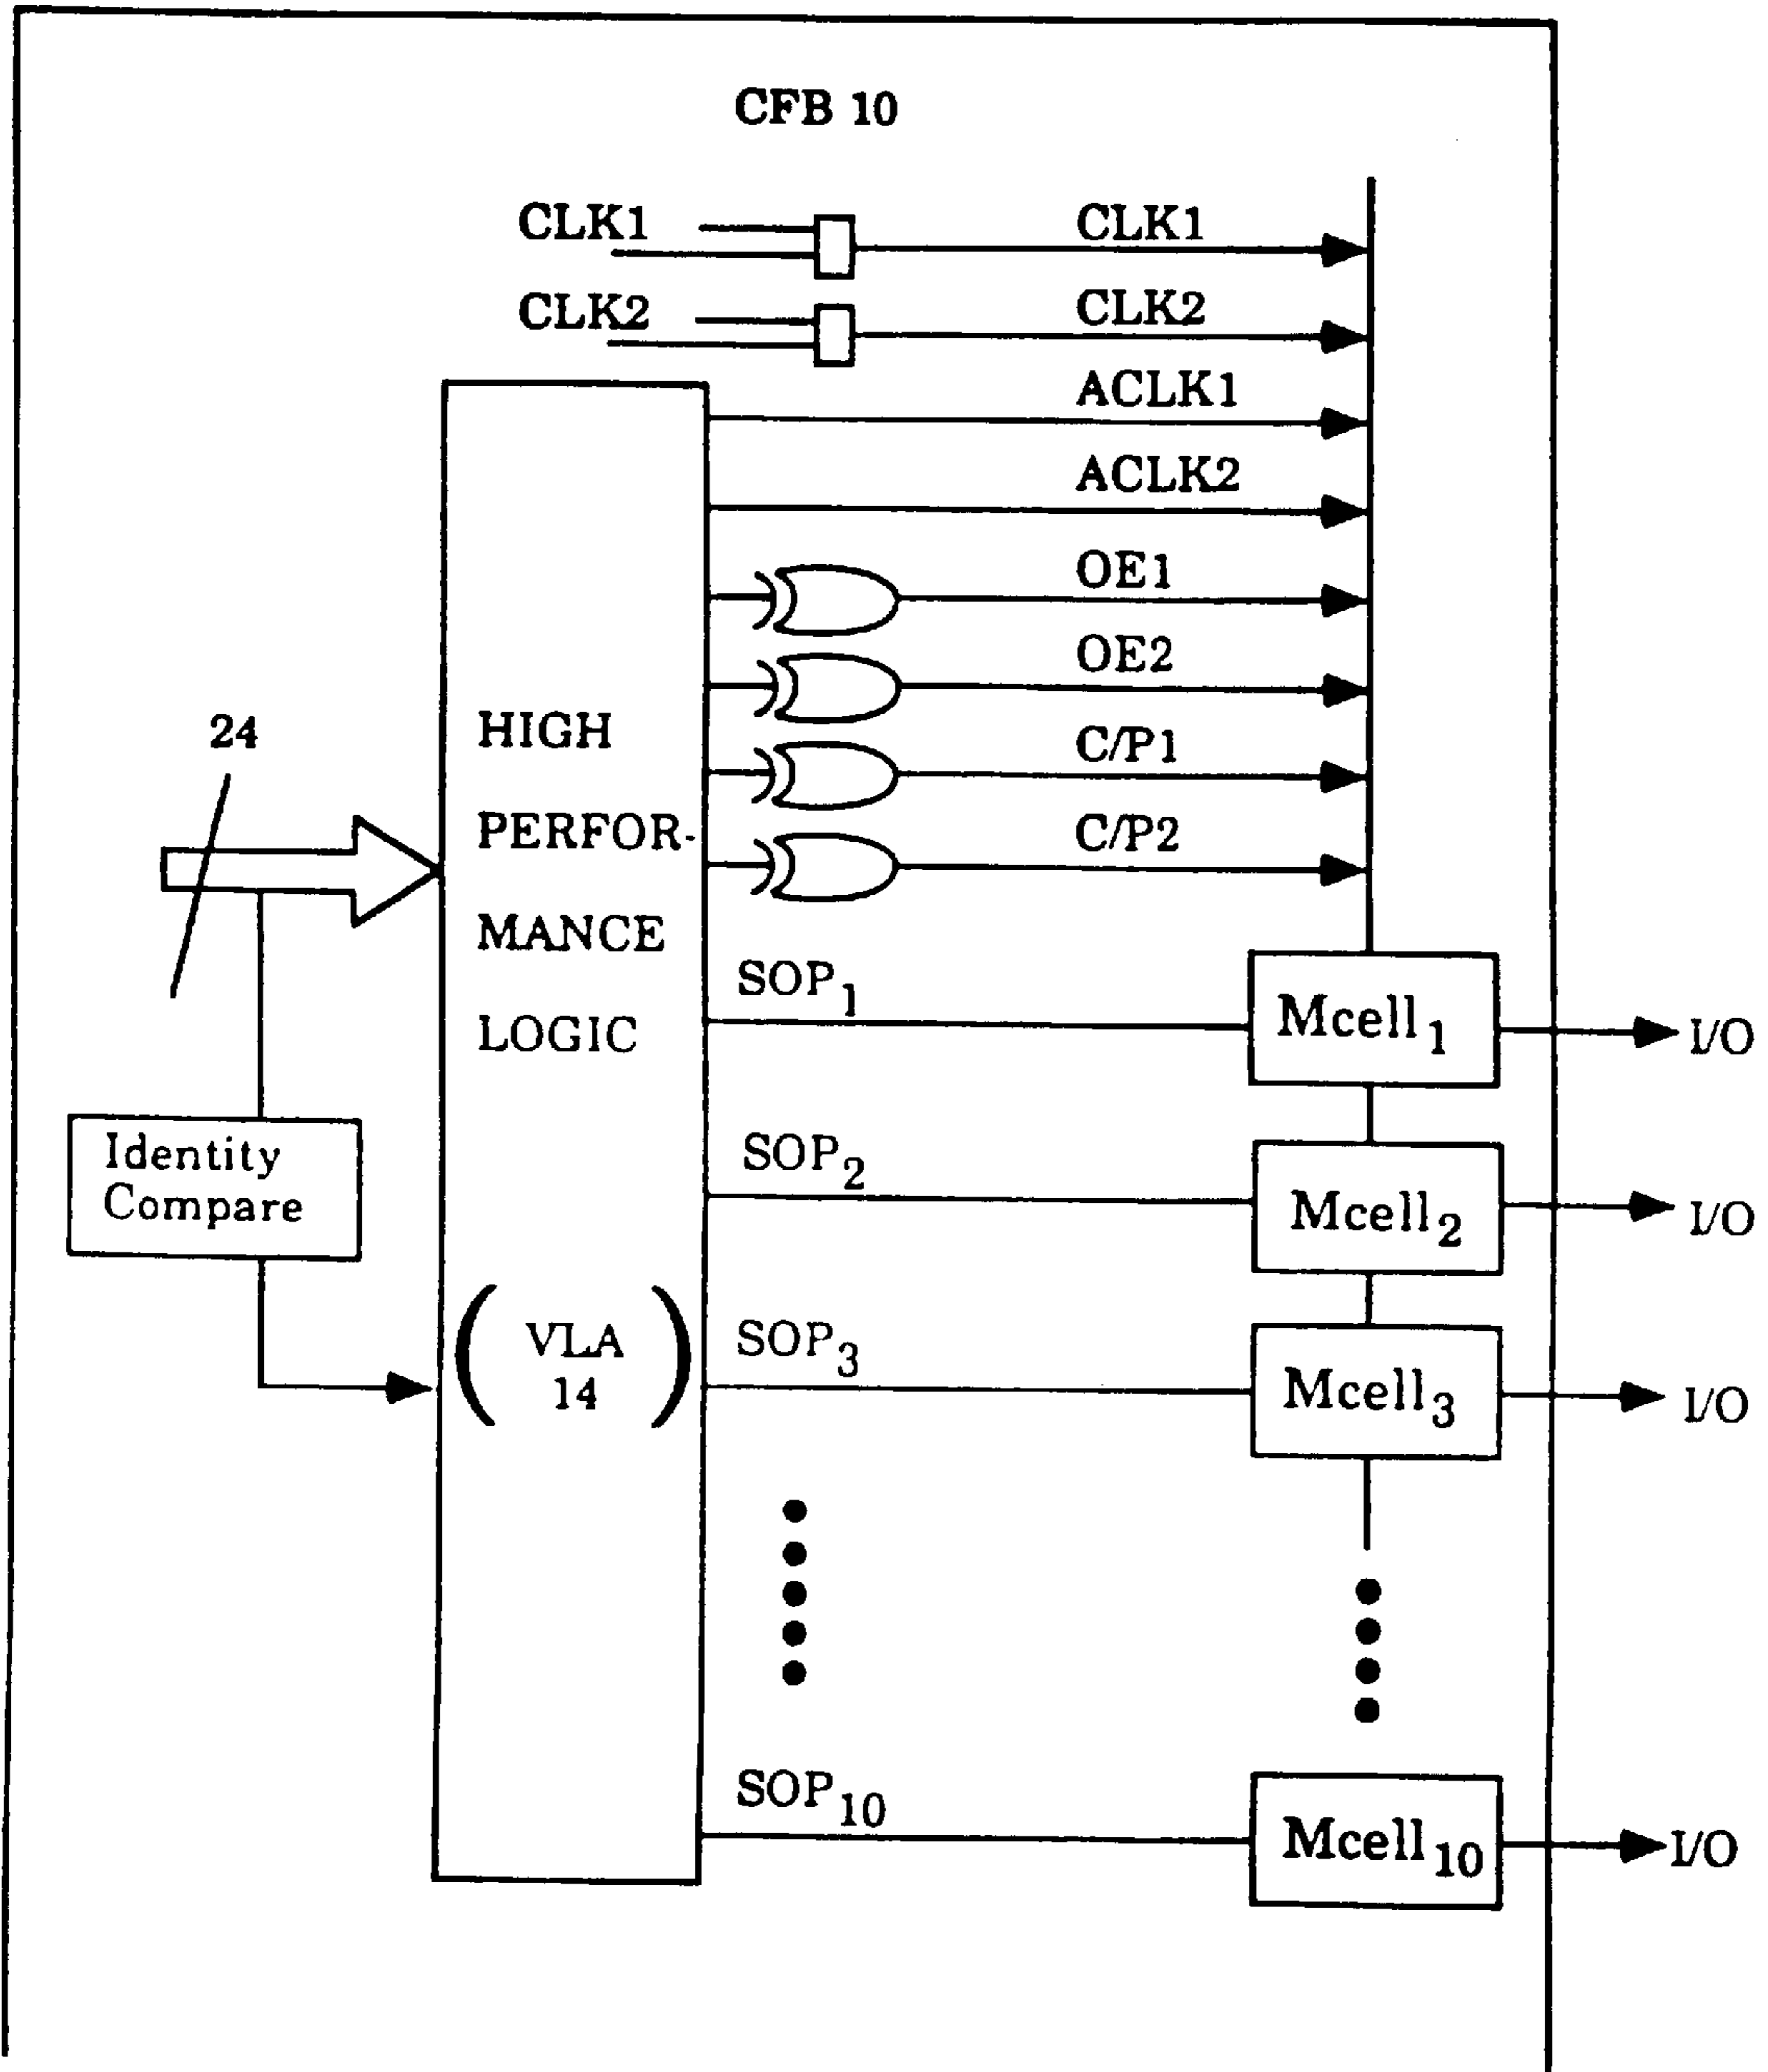 CFB 10
CLK1
CLK1
CLK2
CLK2
ACLK1
ACLK2
OE1
OE2
C/P1
C/P2
24
HIGH
PERFOR-
MANCE
LOGIC
Identity
Compare
(VLA
14)
SOP1
Mcell1
I/O
SOP2
Mcell2
I/O
SOP3
Mcell3
I/O
SOP10
Mcell10
I/O